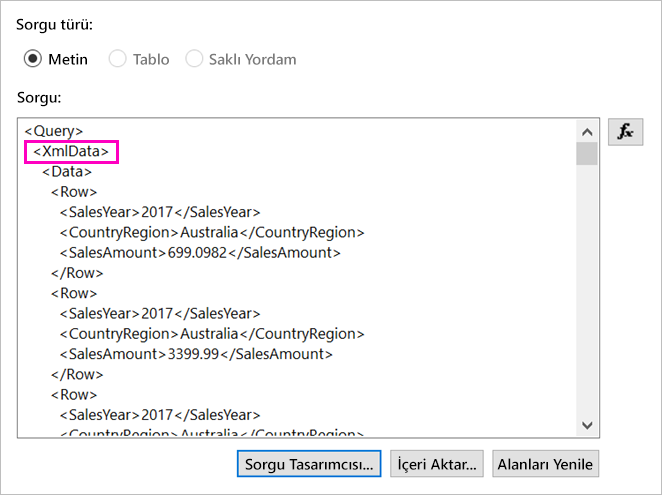 Sorgu türü:
Metin Tablo Saklı Yordam
Sorgu:
<Query>
<XmlData>
<Data>
<Row>
<SalesYear>2017</SalesYear>
<CountryRegion>Australia</CountryRegion>
<SalesAmount>699.0982</SalesAmount>
</Row>
<Row>
<SalesYear>2017</SalesYear>
<CountryRegion>Australia</CountryRegion>
<SalesAmount>3399.99</SalesAmount>
</Row>
<Row>
<SalesYear>2017</SalesYear>
<CountryRegion>Australia</CountryRegion>
fx
Sorgu Tasarımcısı... İçeri Aktar... Alanları Yenile